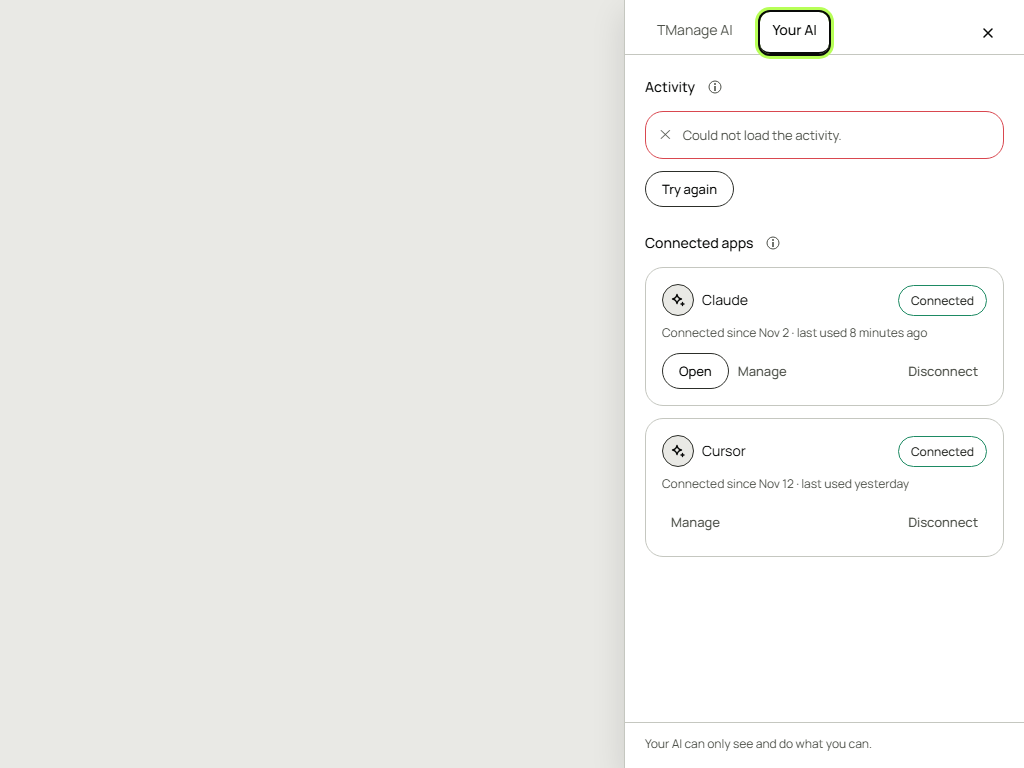 TManage AI
Your AI
Activity
Could not load the activity.
Try again
Connected apps
Claude
Connected
Connected since Nov 2 · last used 8 minutes ago
Open
Manage
Disconnect
Cursor
Connected
Connected since Nov 12 · last used yesterday
Manage
Disconnect
Your AI can only see and do what you can.